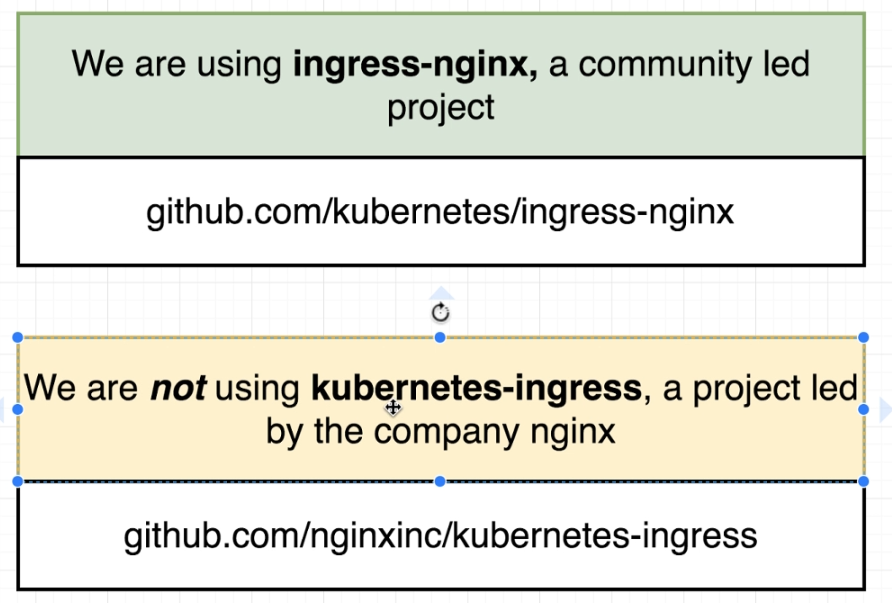 We are using ingress-nginx, a community led
project
github.com/kubernetes/ingress-nginx
We are not using kubernetes-ingress, a project led
by the company nginx
github.com/nginxinc/kubernetes-ingress